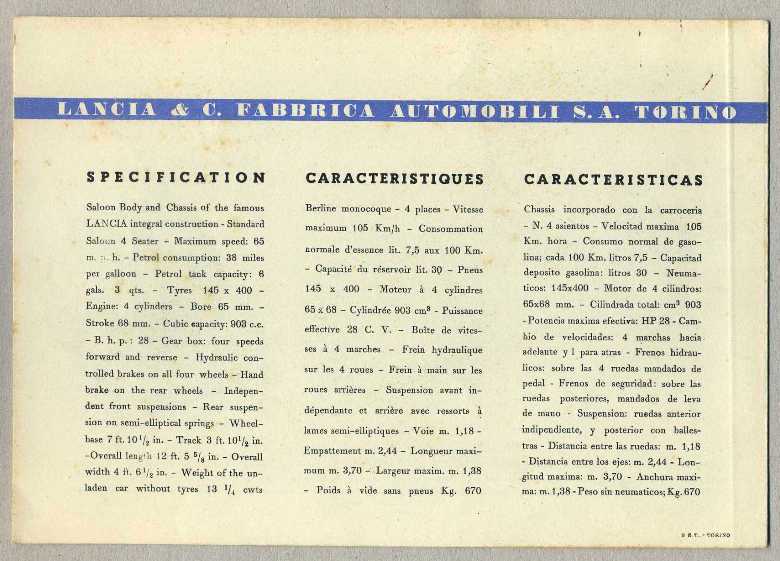 LANCIA & C. FABBRICA AUTOMOBILI S.A. TORINO
SPECIFICATION
Saloon Body and Chassis of the famous
LANCIA integral construction - Standard
Saloon 4 Seater - Maximum speed: 65
m. p. h. - Petrol consumption: 38 miles
per galloon - Petrol tank capacity: 6
gals. 3 qts. - Tyres 145 x 400 -
Engine: 4 cylinders - Bore 65 mm. -
Stroke 68 mm. - Cubic capacity: 903 c.c.
- B. h. p. : 28 - Gear box: four speeds
forward and reverse - Hydraulic con-
trolled brakes on all four wheels - Hand
brake on the rear wheels - Indepen-
dent front suspensions - Rear suspen-
sion on semi-elliptical springs - Wheel-
base 7 ft. 10 1/2 in. - Track 3 ft. 10 1/2 in.
-Overall length 12 ft. 5 5/8 in. - Overall
width 4 ft. 6 1/2 in. - Weight of the un-
laden car without tyres 13 1/4 cwts
CARACTERISTIQUES
Berline monocoque - 4 places - Vitesse
maximum 105 Km/h - Consommation
normale d'essence lit. 7,5 aux 100 Km.
- Capacité du réservoir lit. 30 - Pneus
145 x 400 - Moteur à 4 cylindres
65 x 68 - Cylindrée 903 cm³ - Puissance
effective 28 C. V. - Boîte de vites-
ses à 4 marches - Frein hydraulique
sur les 4 roues - Frein à main sur les
roues arrières - Suspension avant in-
dépendante et arrière avec ressorts à
lames semi-elliptiques - Voie m. 1,18 -
Empattement m. 2,44 - Longueur maxi-
mum m. 3,70 - Largeur maxim. m. 1,38
- Poids à vide sans pneus Kg. 670
CARACTERISTICAS
Chassis incorporado con la carroceria
- N. 4 asientos - Velocitad maxima 105
Km. hora - Consumo normal de gaso-
lina; cada 100 Km. litros 7,5 - Capacitad
deposito gasolina: litros 30 - Neuma-
ticos: 145x400 - Motor de 4 cilindros:
65x68 mm. - Cilindrada total: cm³ 903
-Potencia maxima efectiva: HP 28 - Cam-
bio de velocidades: 4 marchas hacia
adelante y 1 para atras - Frenos hidrau-
licos: sobre las 4 ruedas mandados de
pedal - Frenos de seguridad: sobre las
ruedas posteriores, mandados de leva
de mano - Suspension: ruedas anterior
indipendiente, y posterior con balles-
tras - Distancia entre las ruedas: m. 1,18
- Distancia entre los ejes: m. 2,44 - Lon-
gitud maxima: m. 3,70 - Anchura maxi-
ma: m. 1,38 - Peso sin neumaticos; Kg. 670
TORINO